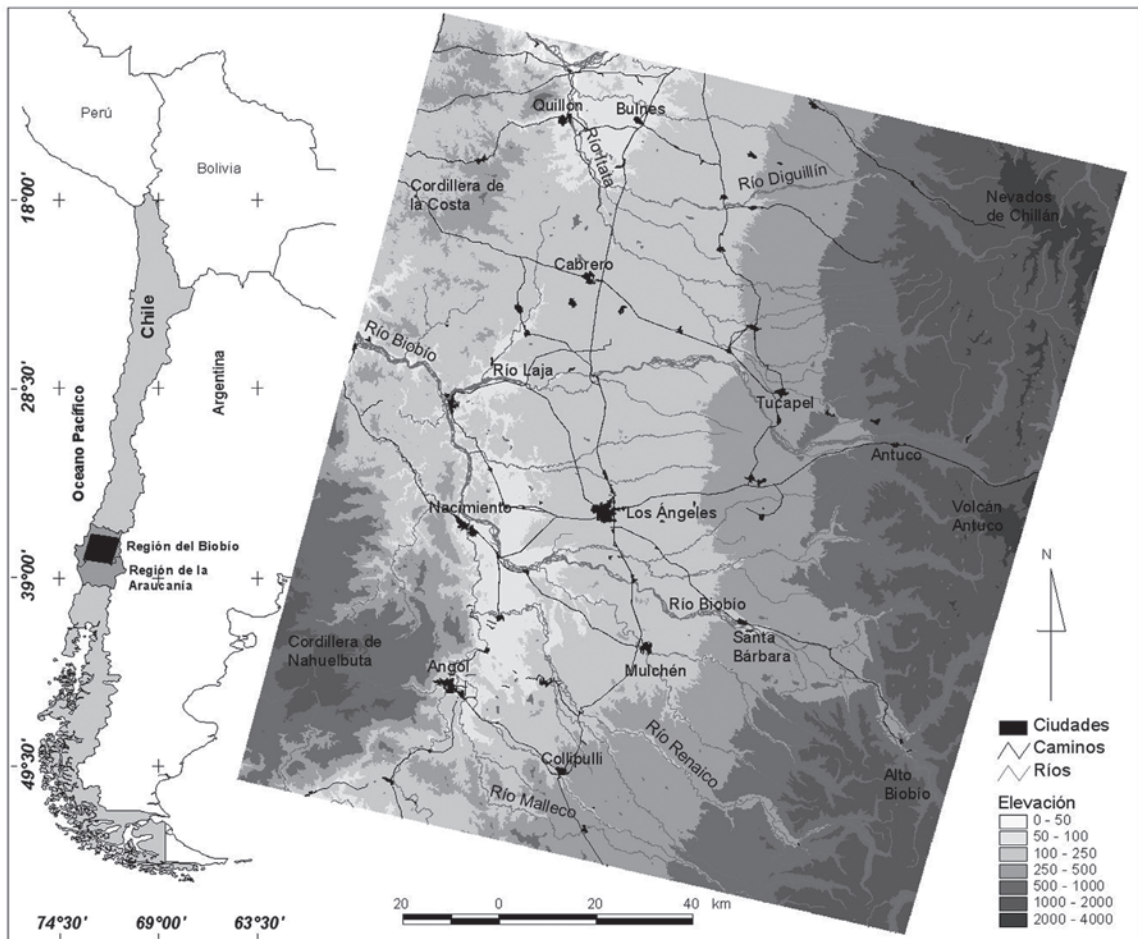 Perú
Bolivia
18°00'
Chile
Argentina
28°30'
Oceano Pacífico
Región del Biobío
Región de la
Araucanía
39°00'
49°30'
74°30'
69°00'
63°30'
Quillón
Bulnes
Río Itata
Río Diguillín
Cordillera de
la Costa
Nevados
de Chillán
Cabrero
Río Biobío
Río Laja
Tucapel
Antuco
Volcán
Antuco
Nacimiento
Los Ángeles
Río Biobío
Santa
Bárbara
Cordillera de
Nahuelbuta
Angol
Mulchén
Río Renaico
Collipulli
Río Malleco
Alto
Biobío
N
Ciudades
Caminos
Ríos
Elevación
0 - 50
50 - 100
100 - 250
250 - 500
500 - 1000
1000 - 2000
2000 - 4000
20 0 20 40 km